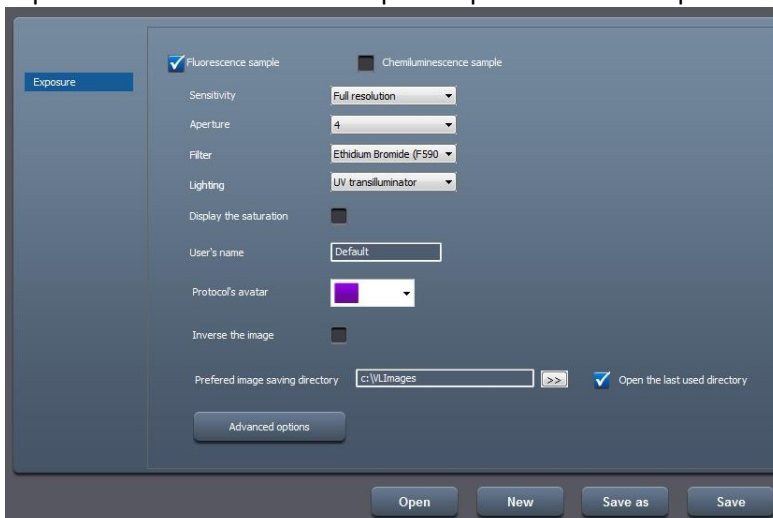 Fluorescence sample Chemiluminescence sample
Exposure
Sensitivity Full resolution
Aperture 4
Filter Ethidium Bromide (F590
Lighting UV transilluminator
Display the saturation
User's name Default
Protocol's avatar
Inverse the image
Prefered image saving directory c:\VLImages >> Open the last used directory
Advanced options
Open New Save as Save